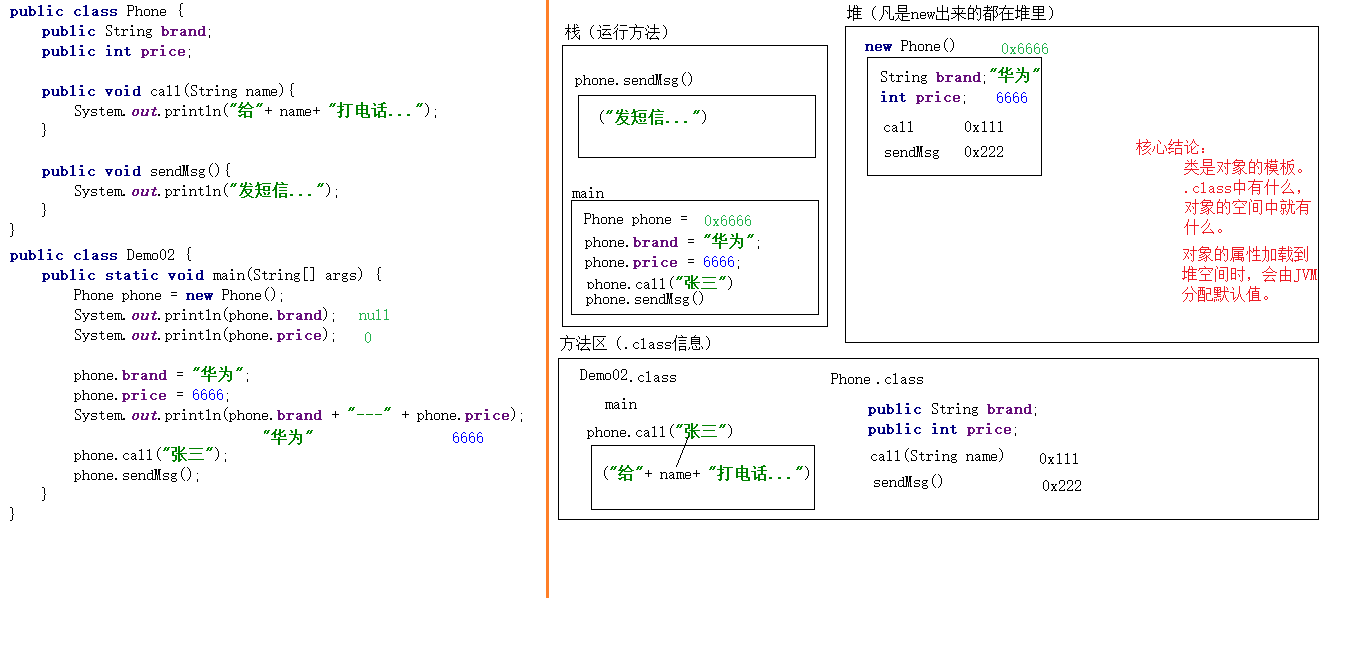 public class Phone {
public String brand;
public int price;
public void call(String name){
System.out.println("给"+ name+ "打电话...");
}
public void sendMsg(){
System.out.println("发短信...");
}
}
public class Demo02 {
public static void main(String[] args) {
Phone phone = new Phone();
System.out.println(phone.brand); null
System.out.println(phone.price); 0
phone.brand = "华为";
phone.price = 6666;
System.out.println(phone.brand + "---" + phone.price);
"华为" 6666
phone.call("张三");
phone.sendMsg();
}
}
栈（运行方法）
phone.sendMsg()
("发短信...")
main
Phone phone = 0x6666
phone.brand = "华为";
phone.price = 6666;
phone.call("张三")
phone.sendMsg()
堆（凡是new出来的都在堆里）
new Phone() 0x6666
String brand;"华为"
int price; 6666
call 0x111
sendMsg 0x222
核心结论：
类是对象的模板。
.class中有什么，
对象的空间中就有
什么。
对象的属性加载到
堆空间时，会由JVM
分配默认值。
方法区（.class信息）
Demo02.class
main
phone.call("张三")
("给"+ name+ "打电话...")
Phone.class
public String brand;
public int price;
call(String name) 0x111
sendMsg() 0x222